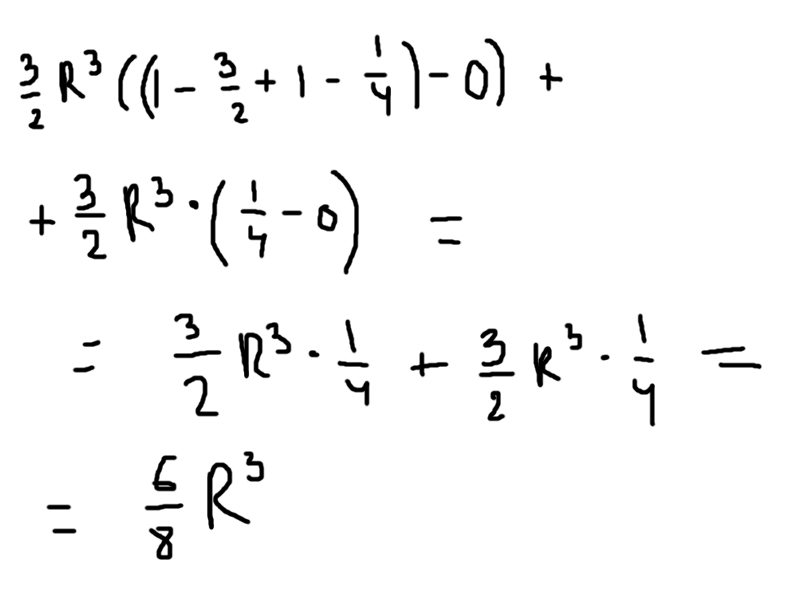 3/2 R³ ((1 - 3/2 + 1 - 1/4) - 0) +
+ 3/2 R³ · (1/4 - 0) =
= 3/2 R³ · 1/4 + 3/2 R³ · 1/4 =
= 6/8 R³